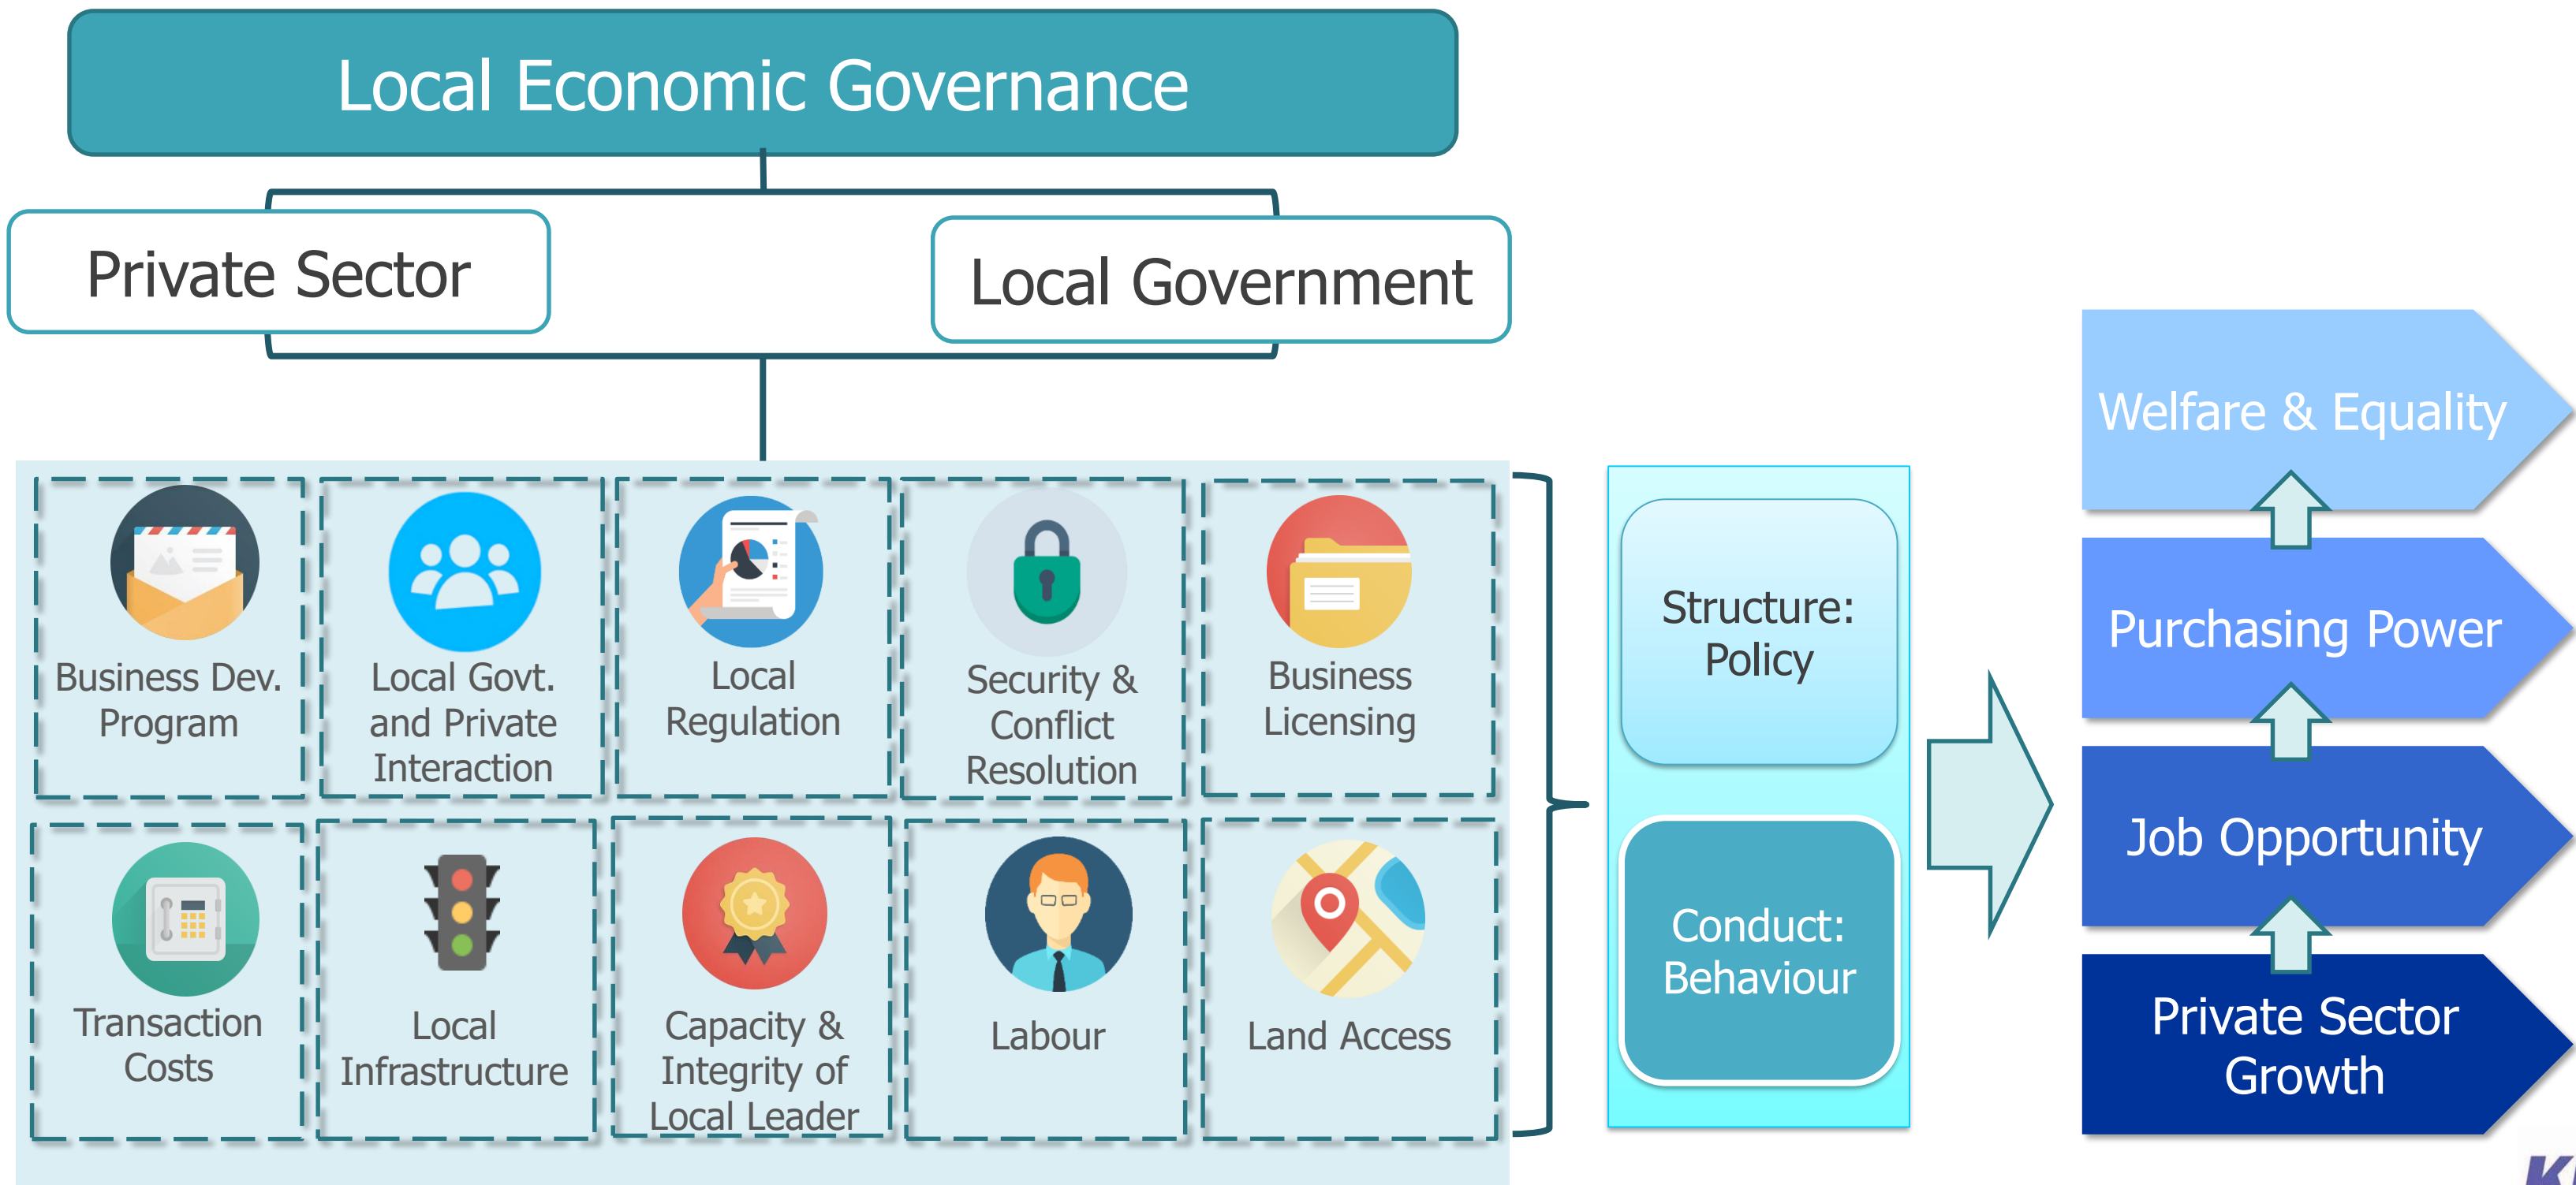 Local Economic Governance
Private Sector
Local Government
Business Dev.
Program
Local Govt.
and Private
Interaction
Local
Regulation
Security &
Conflict
Resolution
Business
Licensing
Transaction
Costs
Local
Infrastructure
Capacity &
Integrity of
Local Leader
Labour
Land Access
Structure:
Policy
Conduct:
Behaviour
Welfare & Equality
Purchasing Power
Job Opportunity
Private Sector
Growth